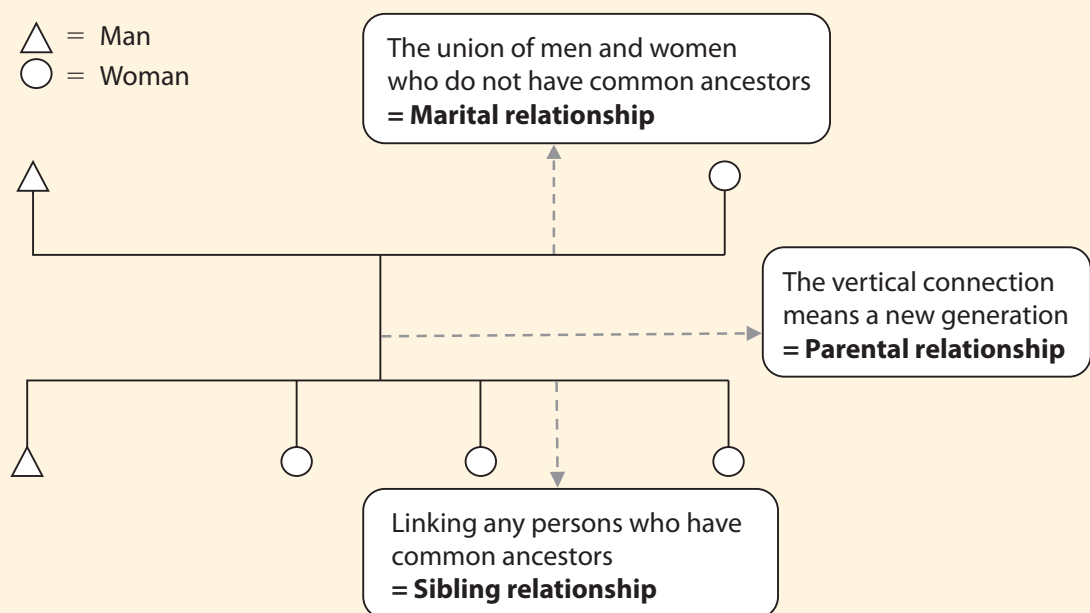 = Man
= Woman
The union of men and women
who do not have common ancestors
= Marital relationship
The vertical connection
means a new generation
= Parental relationship
Linking any persons who have
common ancestors
= Sibling relationship